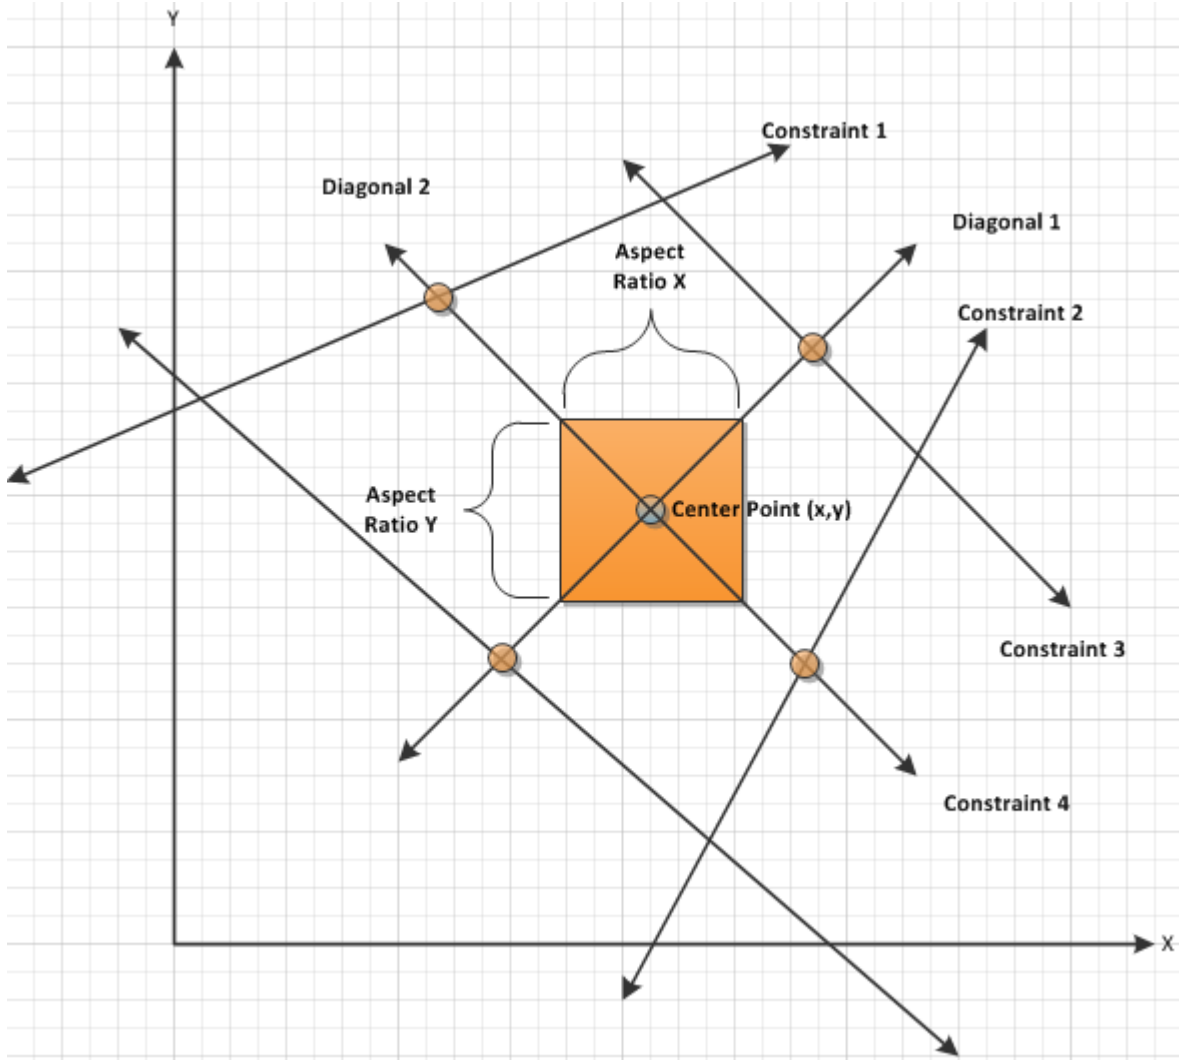 Y
Constraint 1
Diagonal 2
Diagonal 1
Aspect
Ratio X
Constraint 2
Aspect
Ratio Y
Center Point (x,y)
Constraint 3
Constraint 4
X